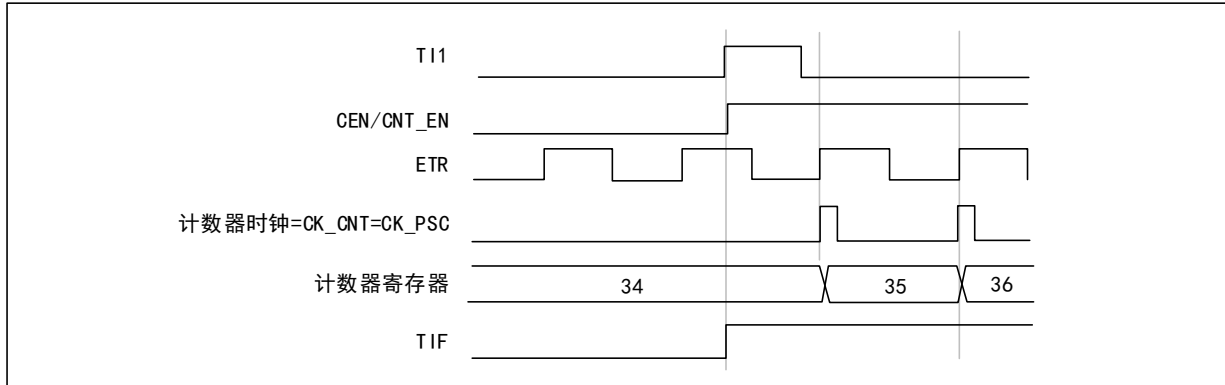 TI1
CEN/CNT_EN
ETR
计数器时钟=CK_CNT=CK_PSC
计数器寄存器
34
35
36
TIF